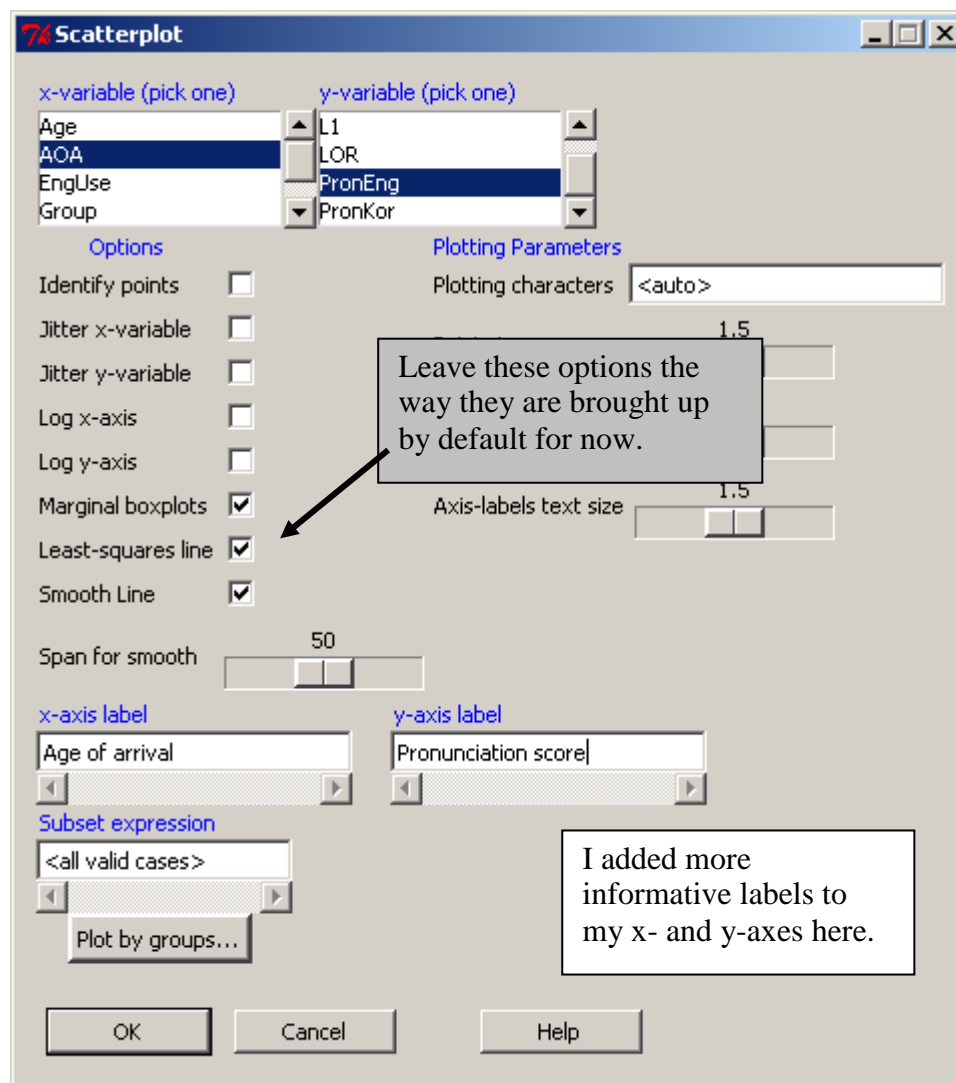 Scatterplot
x-variable (pick one) y-variable (pick one)
Age L1
AOA LOR
EngUse PronEng
Group PronKor
Options Plotting Parameters
Identify points Plotting characters <auto>
Jitter x-variable 1.5
Jitter y-variable
Log x-axis
Log y-axis
Leave these options the
way they are brought up
by default for now.
Marginal boxplots Axis-labels text size 1.5
Least-squares line
Smooth Line
Span for smooth 50
x-axis label y-axis label
Age of arrival Pronunciation score
Subset expression
<all valid cases>
Plot by groups...
I added more
informative labels to
my x- and y-axes here.
OK Cancel Help